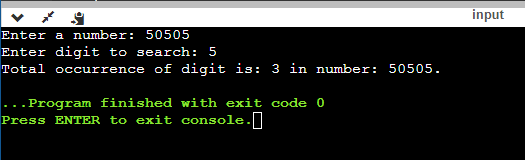 input
Enter a number: 50505
Enter digit to search: 5
Total occurrence of digit is: 3 in number: 50505.
...Program finished with exit code 0
Press ENTER to exit console.